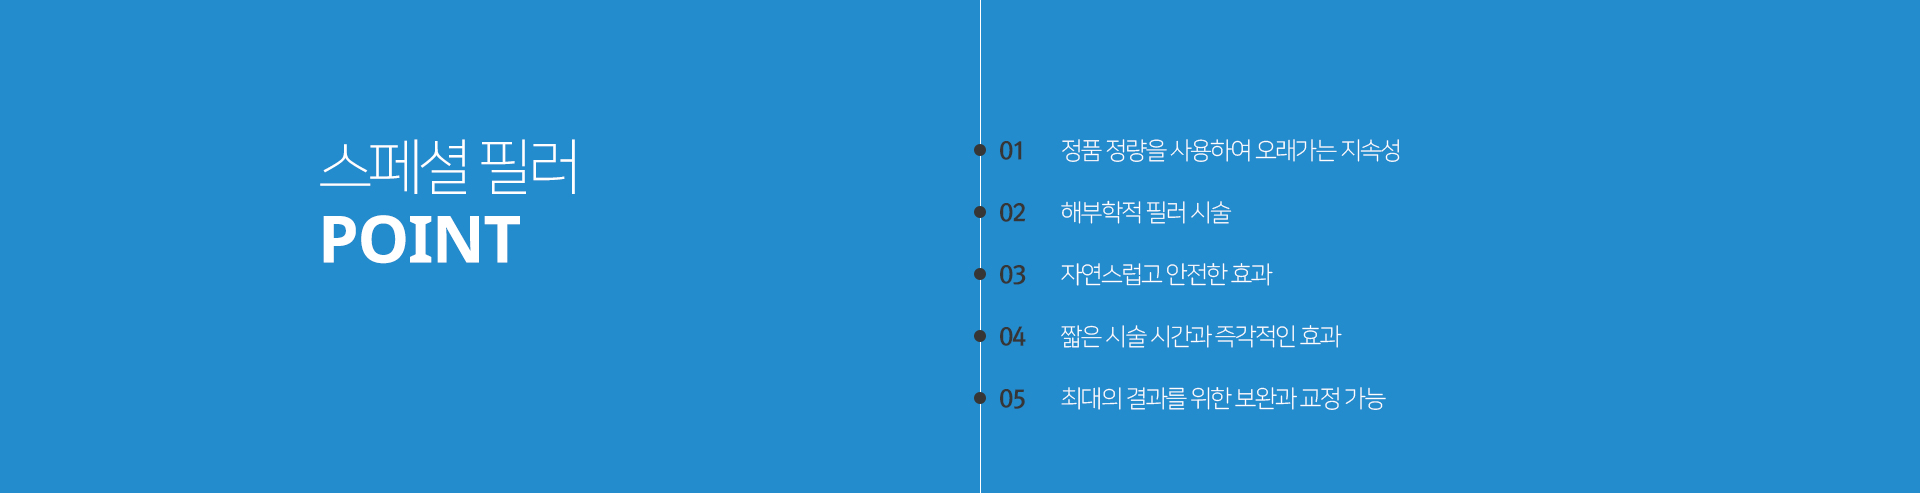 스페셜 필러
POINT
01 정품 정량을 사용하여 오래가는 지속성
02 해부학적 필러 시술
03 자연스럽고 안전한 효과
04 짧은 시술 시간과 즉각적인 효과
05 최대의 결과를 위한 보완과 교정 가능